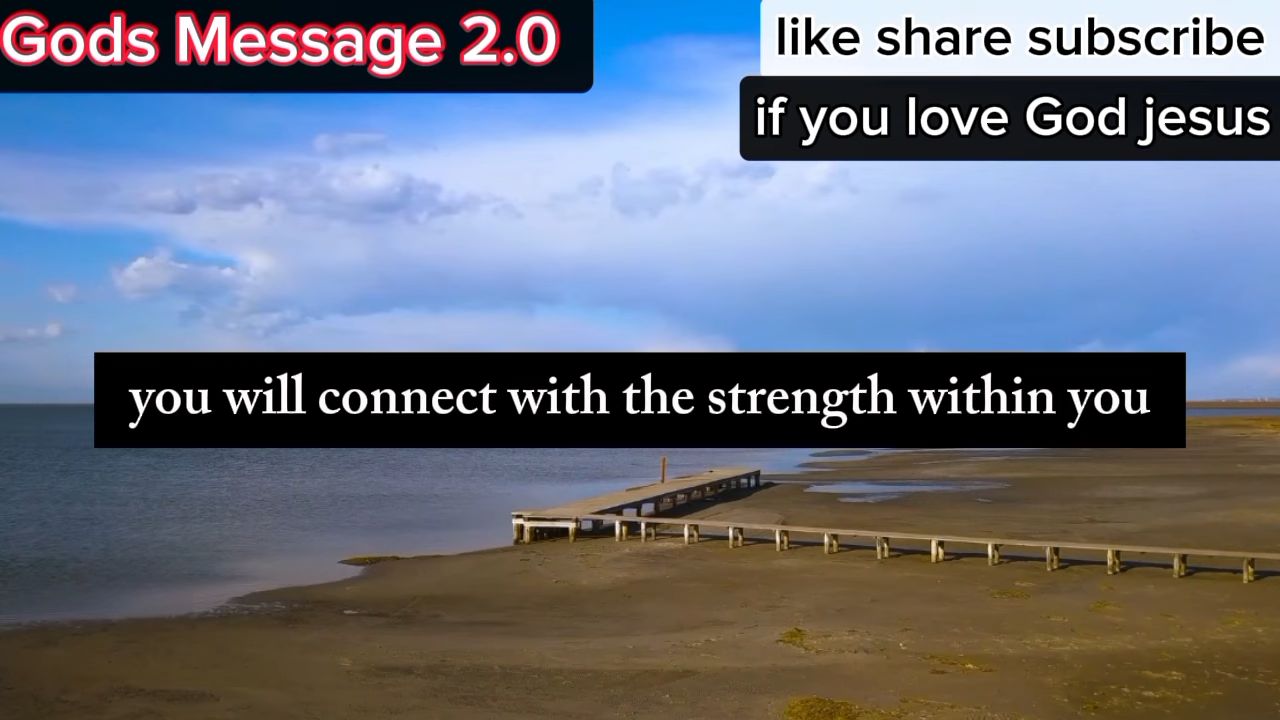 Gods Message 2.0
like share subscribe
if you love God jesus
you will connect with the strength within you